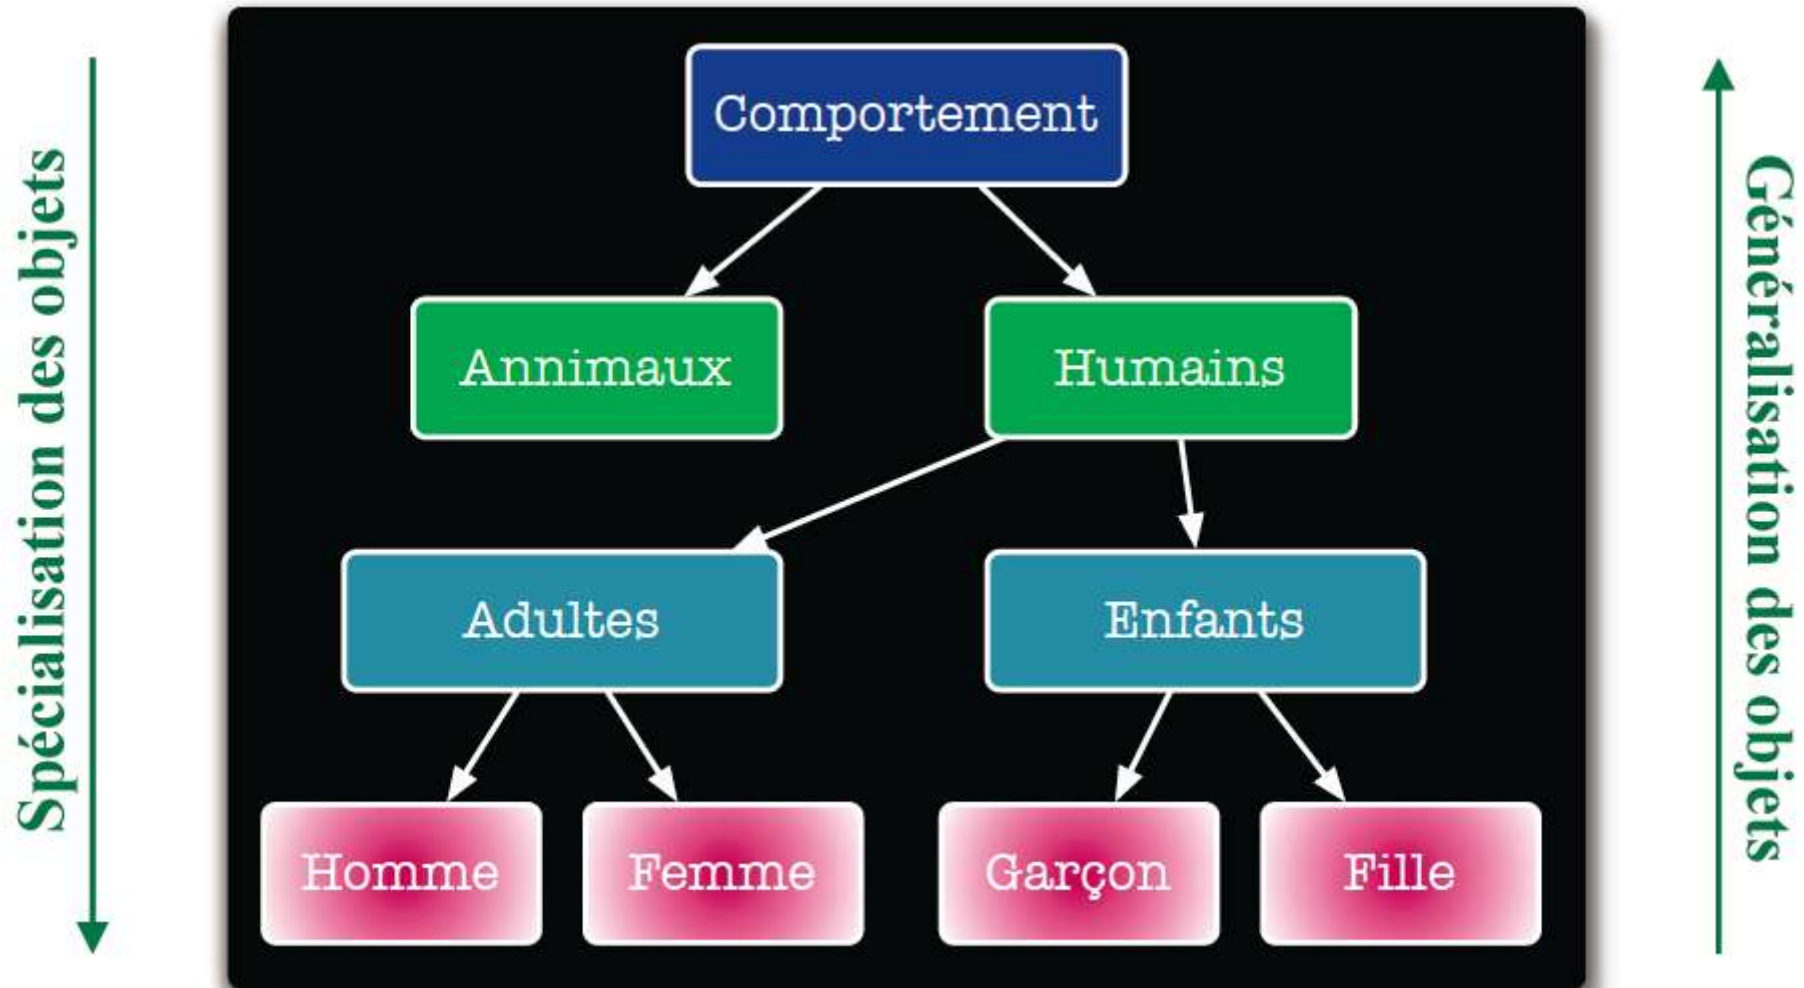 Spécialisation des objets
Comportement
Annimaux
Humains
Adultes
Enfants
Homme
Femme
Garçon
Fille
Généralisation des objets